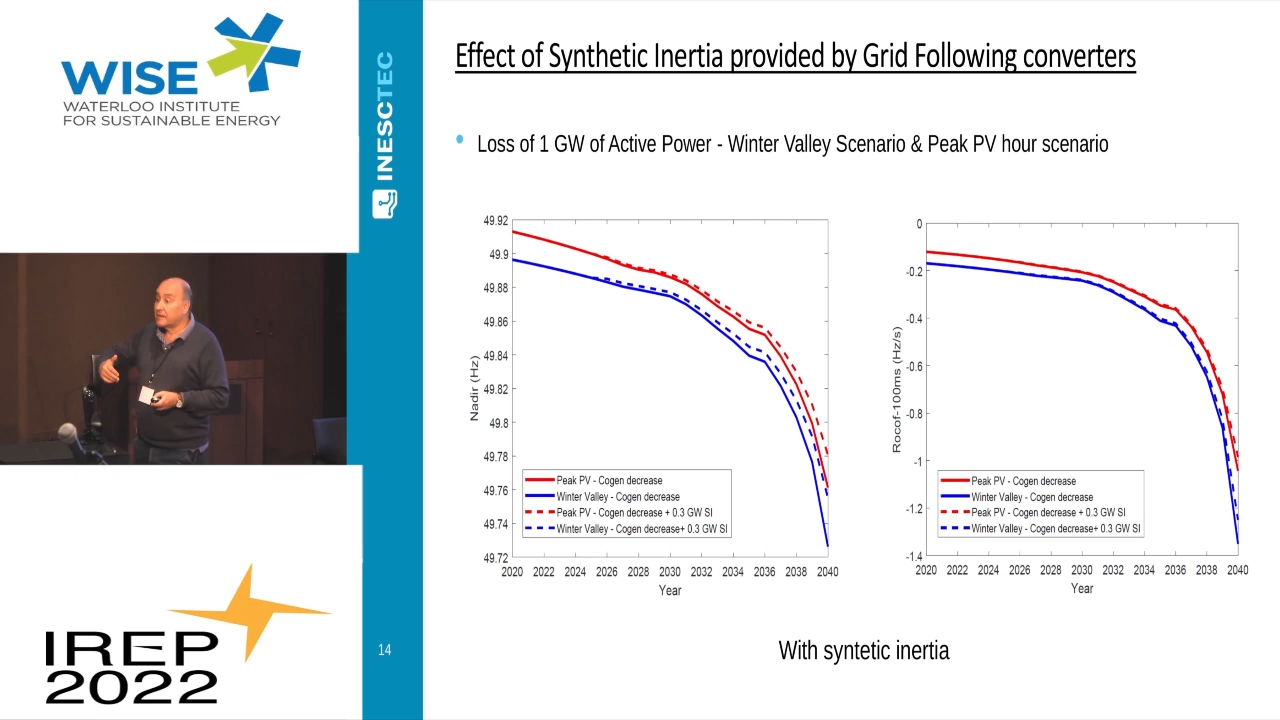 WISE
WATERLOO INSTITUTE
FOR SUSTAINABLE ENERGY
INESCTEC
Effect of Synthetic Inertia provided by Grid Following converters
• Loss of 1 GW of Active Power - Winter Valley Scenario & Peak PV hour scenario
49.92
49.9
49.88
49.86
49.84
49.82
49.8
49.78
49.76
49.74
49.72
Nadir (Hz)
Peak PV - Cogen decrease
Winter Valley - Cogen decrease
Peak PV - Cogen decrease + 0.3 GW SI
Winter Valley - Cogen decrease+ 0.3 GW SI
2020 2022 2024 2026 2028 2030 2032 2034 2036 2038 2040
Year
0
-0.2
-0.4
-0.6
-0.8
-1
-1.2
-1.4
Rocof-100ms (Hz/s)
Peak PV - Cogen decrease
Winter Valley - Cogen decrease
Peak PV - Cogen decrease + 0.3 GW SI
Winter Valley - Cogen decrease+ 0.3 GW SI
2020 2022 2024 2026 2028 2030 2032 2034 2036 2038 2040
Year
With syntetic inertia
14
IREP
2022